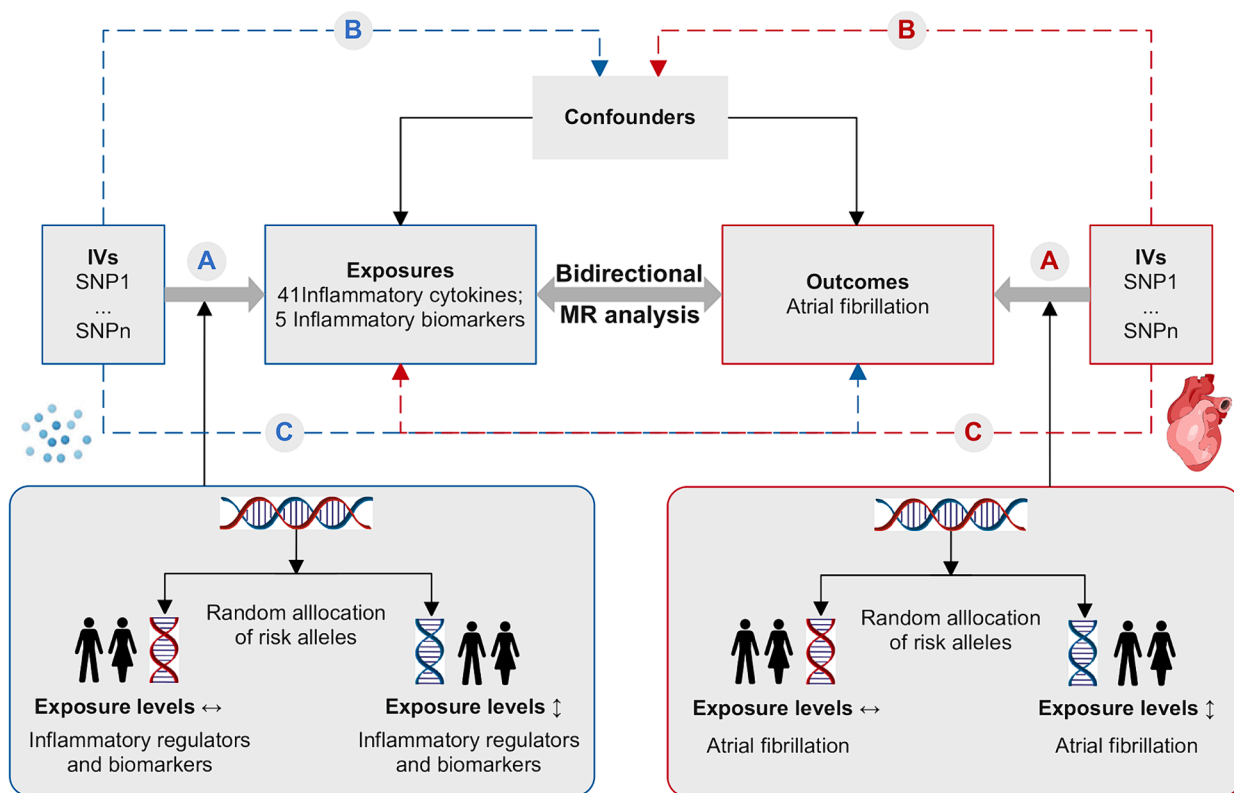 B
B
Confounders
IVs
SNP1
...
SNPn
A
Exposures
41Inflammatory cytokines;
5 Inflammatory biomarkers
Bidirectional
MR analysis
Outcomes
Atrial fibrillation
A
IVs
SNP1
...
SNPn
C
C
Random alllocation
of risk alleles
Exposure levels ↔
Inflammatory regulators
and biomarkers
Exposure levels ↕
Inflammatory regulators
and biomarkers
Random alllocation
of risk alleles
Exposure levels ↔
Atrial fibrillation
Exposure levels ↕
Atrial fibrillation